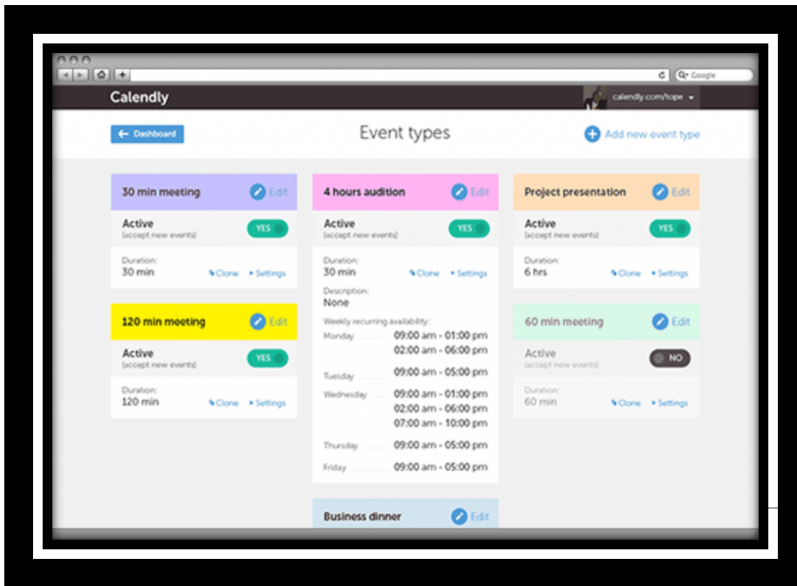 Google
Calendly
calendly.com/tope
Dashboard
Event types
Add new event type
30 min meeting
Edit
Active
YES
(accept new events)
Duration:
30 min
Clone
Settings
120 min meeting
Edit
Active
YES
(accept new events)
Duration:
120 min
Clone
Settings
4 hours audition
Edit
Active
YES
(accept new events)
Duration:
30 min
Clone
Settings
Description:
None
Weekly recurring availability:
Monday 09:00 am - 01:00 pm
02:00 am - 06:00 pm
Tuesday 09:00 am - 05:00 pm
Wednesday 09:00 am - 01:00 pm
02:00 am - 06:00 pm
07:00 am - 10:00 pm
Thursday 09:00 am - 05:00 pm
Friday 09:00 am - 05:00 pm
Business dinner
Edit
Project presentation
Edit
Active
YES
(accept new events)
Duration:
6 hrs
Clone
Settings
60 min meeting
Edit
Active
NO
(accept new events)
Duration:
60 min
Clone
Settings